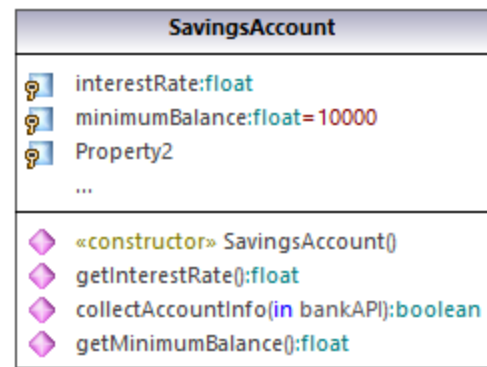 SavingsAccount
interestRate:float
minimumBalance:float=10000
Property2
...
«constructor» SavingsAccount()
getInterestRate():float
collectAccountInfo(in bankAPI):boolean
getMinimumBalance():float